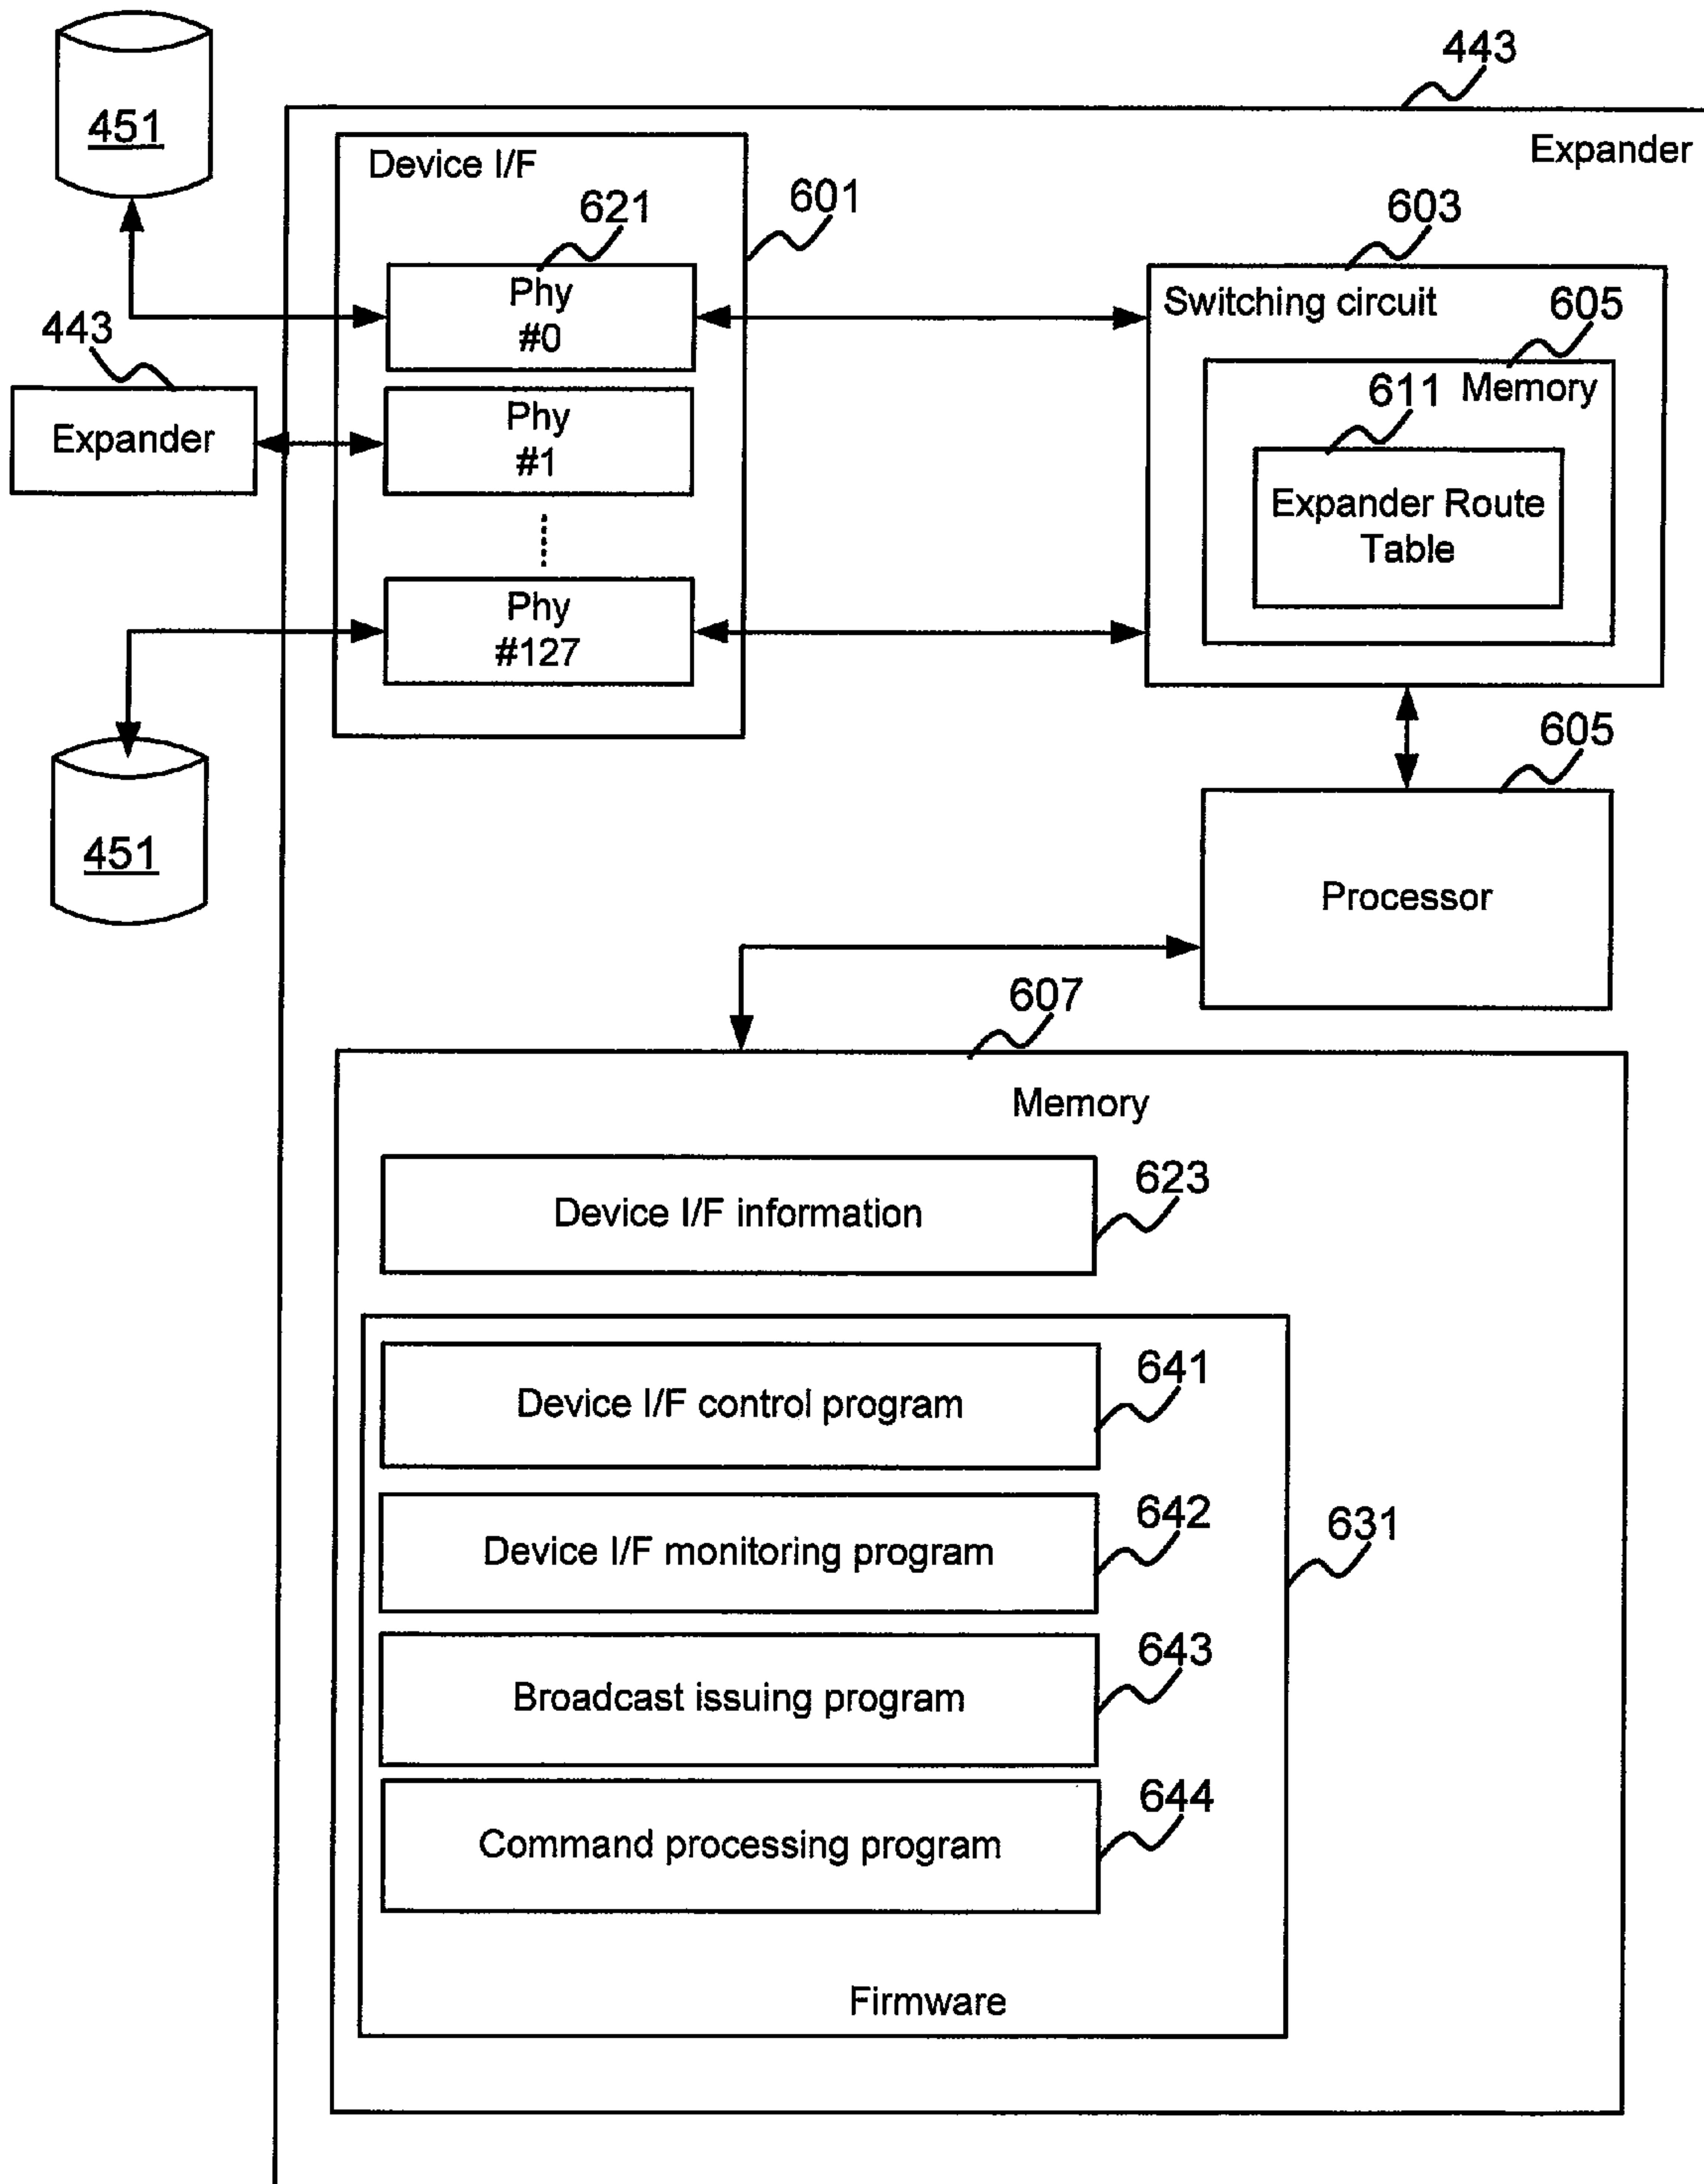 443
Expander
451
Device I/F
621
601
Phy
#0
603
Switching circuit
605
Memory
611
Expander Route
Table
443
Expander
Phy
#1
Phy
#127
451
605
Processor
607
Memory
Device I/F information
623
Device I/F control program
641
Device I/F monitoring program
642
631
Broadcast issuing program
643
Command processing program
644
Firmware